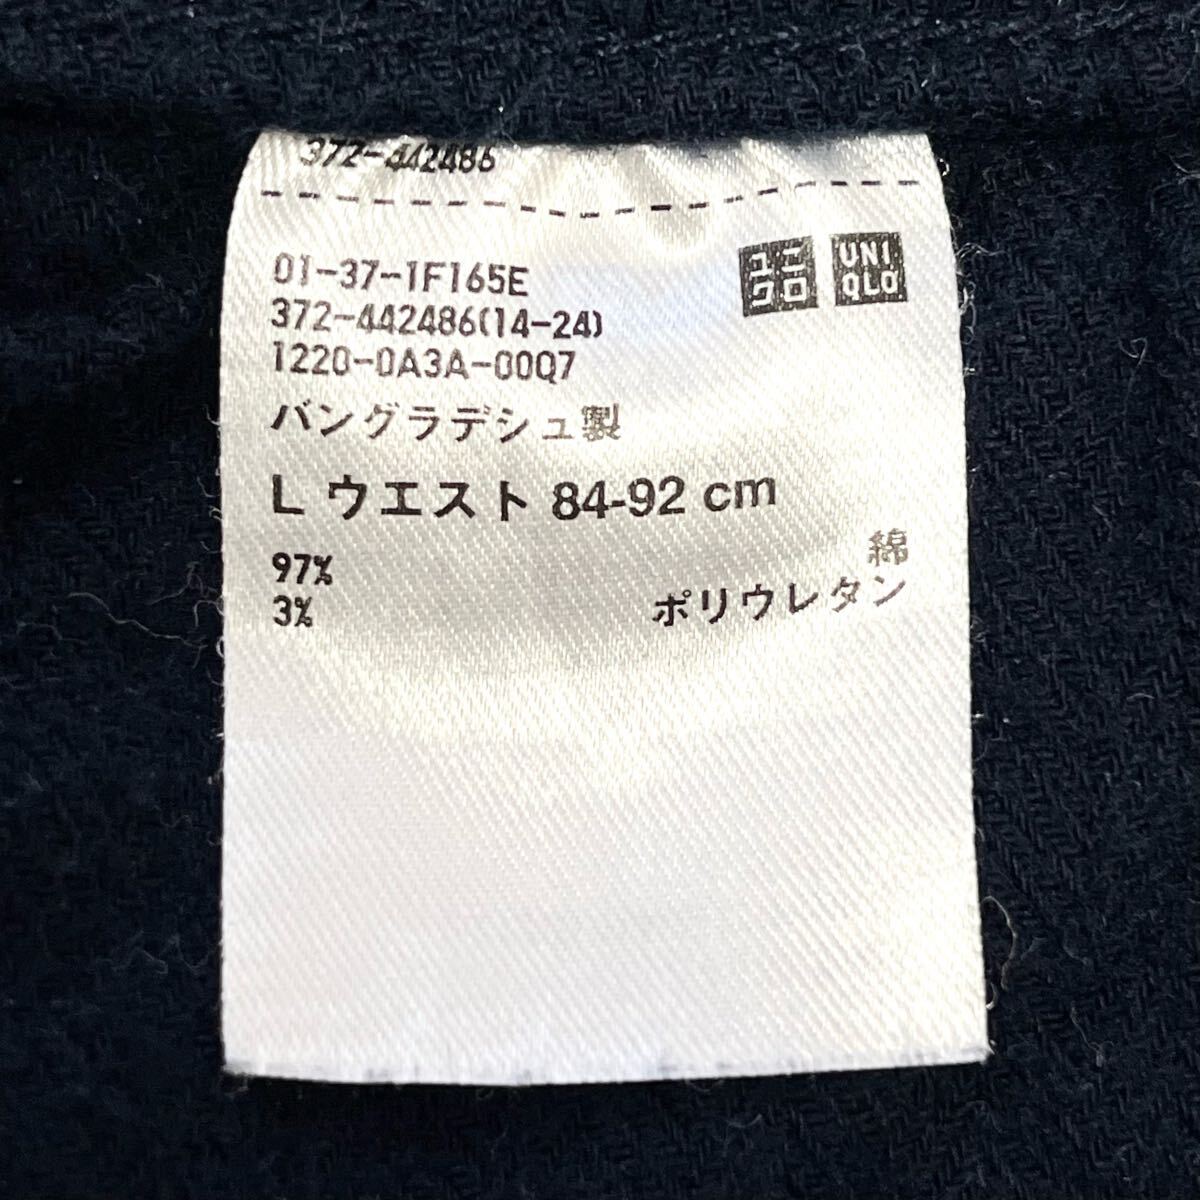 372-442486
ユニ
クロ
UNI
QLO
01-37-1F165E
372-442486(14-24)
1220-0A3A-00Q7
バングラデシュ製
L ウエスト 84-92 cm
97% 綿
3% ポリウレタン